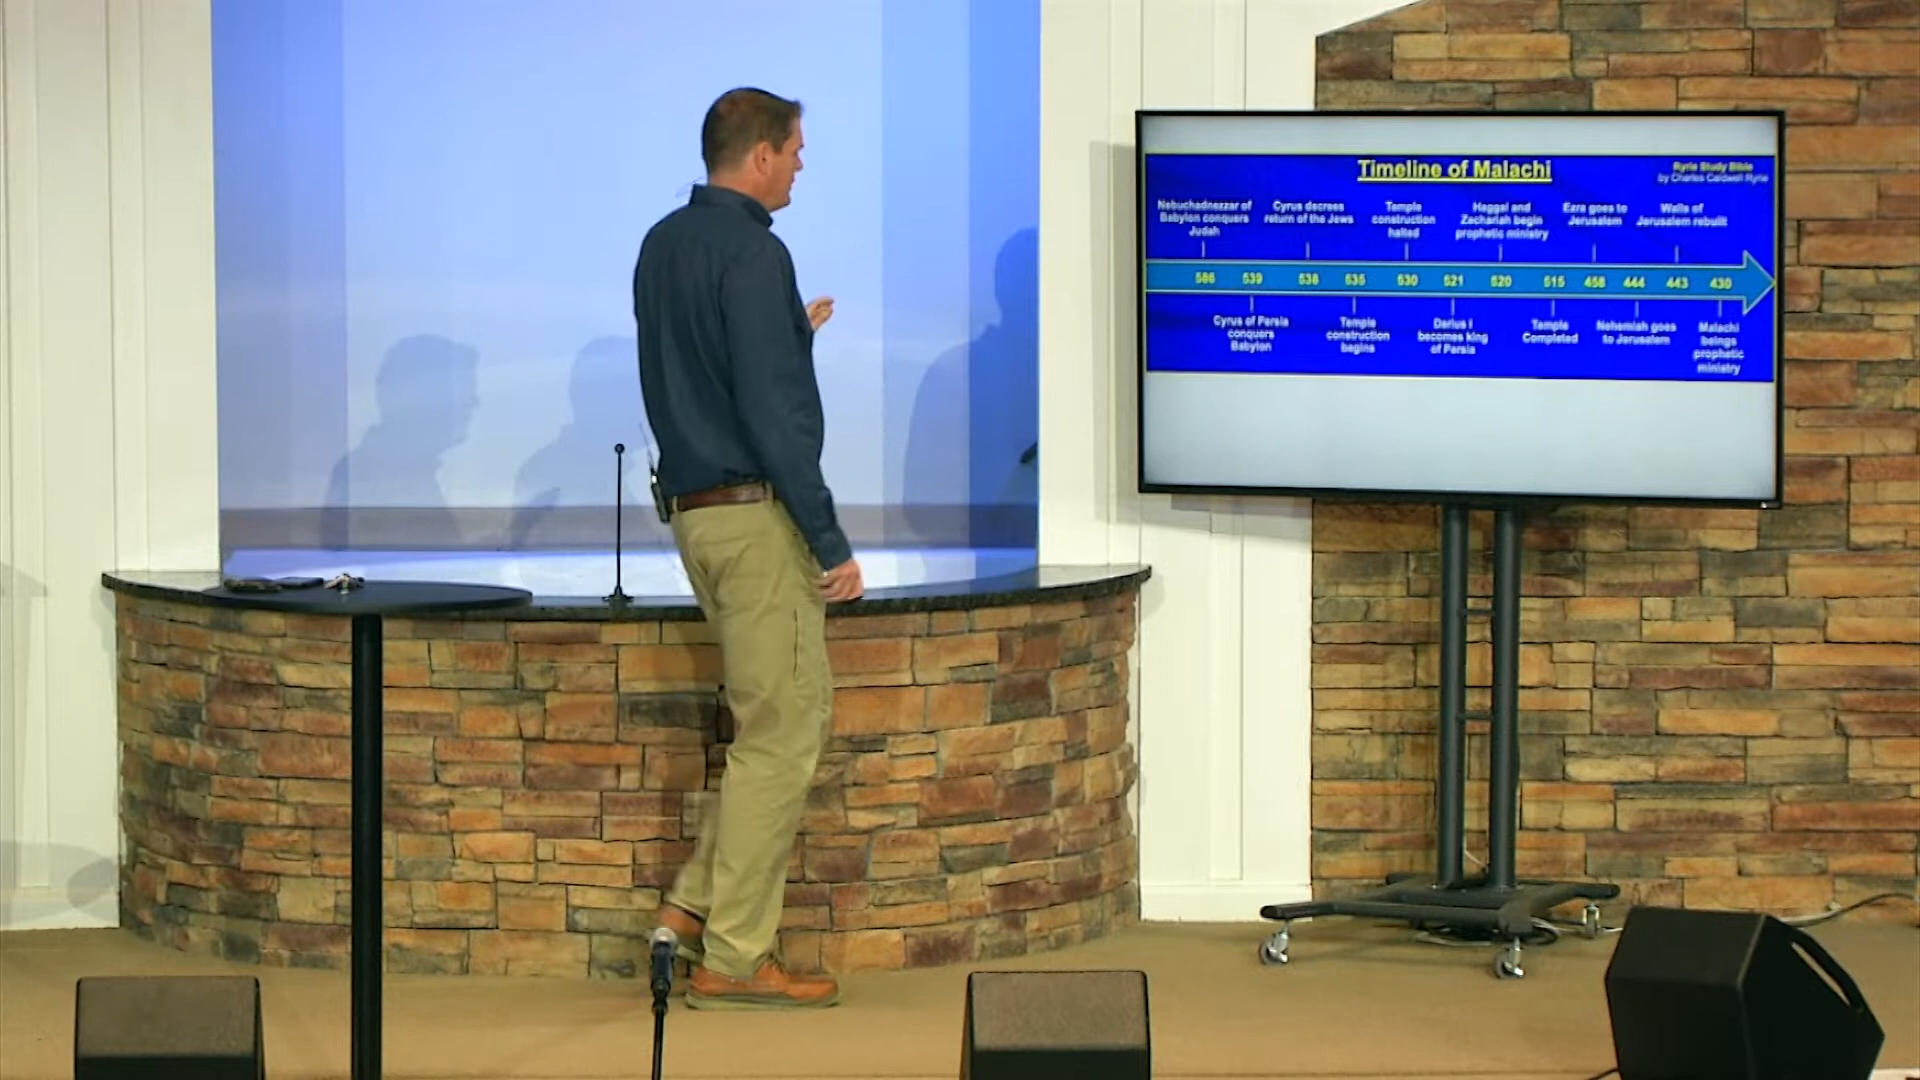 Timeline of Malachi
Ryrie Study Bible
by Charles Caldwell Ryrie
Nebuchadnezzar of
Babylon conquers
Judah
Cyrus decrees
return of the Jews
Temple
construction
halted
Haggai and
Zachariah begin
prophetic ministry
Ezra goes to
Jerusalem
Walls of
Jerusalem rebuilt
586 539 538 535 530 521 520 515 458 444 443 430
Cyrus of Persia
conquers
Babylon
Temple
construction
begins
Darius I
becomes king
of Persia
Temple
Completed
Nehemiah goes
to Jerusalem
Malachi
beings
prophetic
ministry